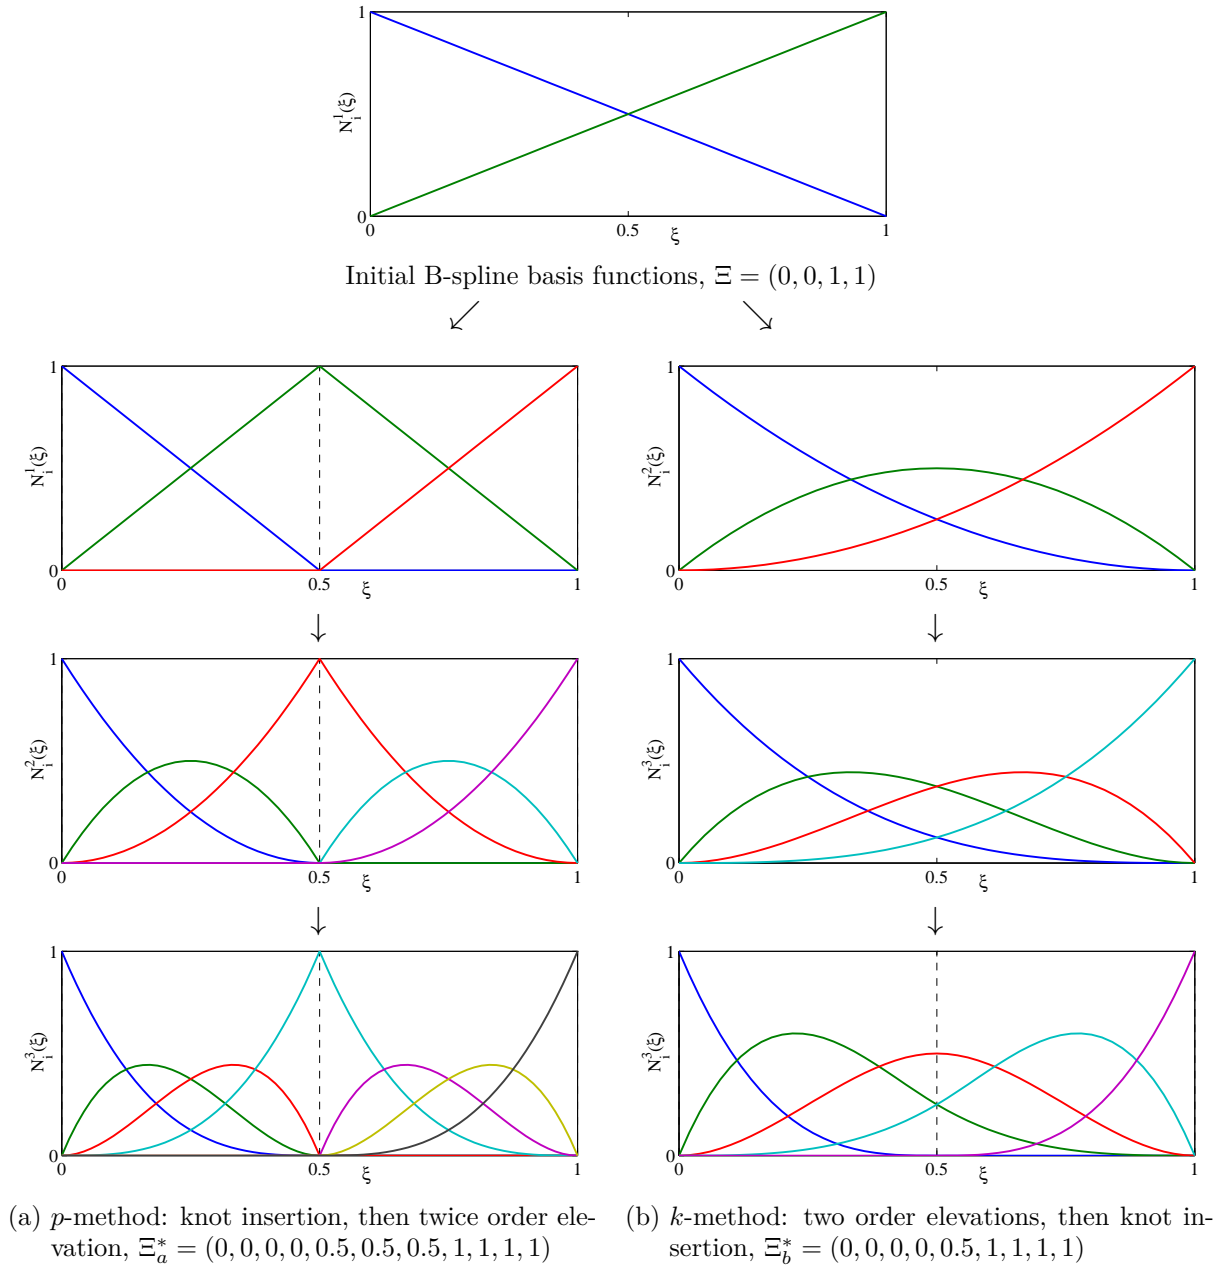 1
N_i^1(ξ)
0
0 0.5 1
ξ
Initial B-spline basis functions, Ξ = (0, 0, 1, 1)
↙ ↘
1 1
N_i^1(ξ) N_i^2(ξ)
0 0
0 0.5 1 0 0.5 1
ξ ξ
↓ ↓
1 1
N_i^2(ξ) N_i^3(ξ)
0 0
0 0.5 1 0 0.5 1
ξ ξ
↓ ↓
1 1
N_i^3(ξ) N_i^3(ξ)
0 0
0 0.5 1 0 0.5 1
ξ ξ
(a) p-method: knot insertion, then twice order ele-
vation, Ξ_a^* = (0, 0, 0, 0, 0.5, 0.5, 0.5, 1, 1, 1, 1)
(b) k-method: two order elevations, then knot in-
sertion, Ξ_b^* = (0, 0, 0, 0, 0.5, 1, 1, 1, 1)